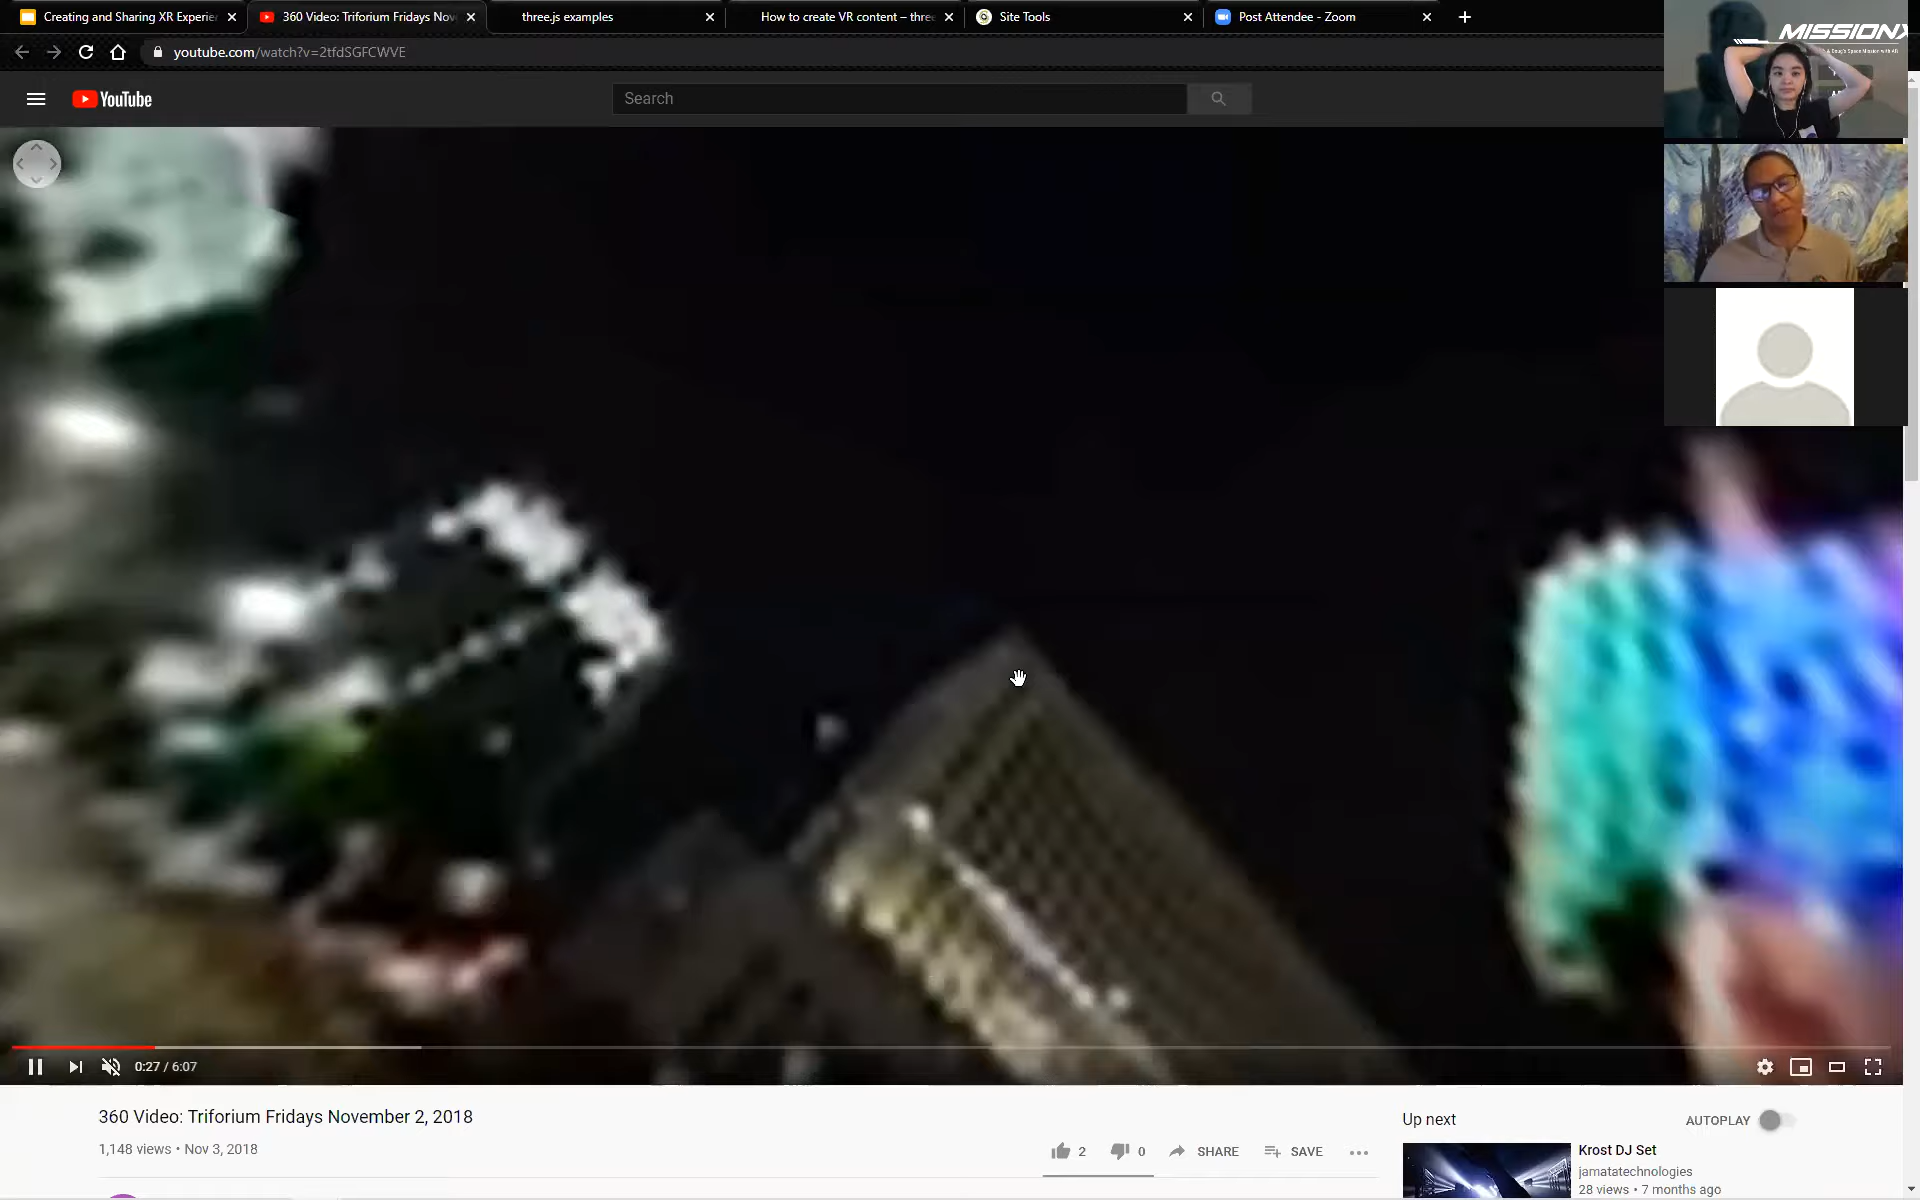 Creating and Sharing XR Experie
360 Video: Triforium Fridays Nov
three.js examples
How to create VR content – thre
Site Tools
Post Attendee - Zoom
youtube.com/watch?v=2tfdSGFCWVE
YouTube
Search
MISSIONX
0:27 / 6:07
360 Video: Triforium Fridays November 2, 2018
1,148 views • Nov 3, 2018
2
0
SHARE
SAVE
Up next
AUTOPLAY
Krost DJ Set
jamatatechnologies
28 views • 7 months ago